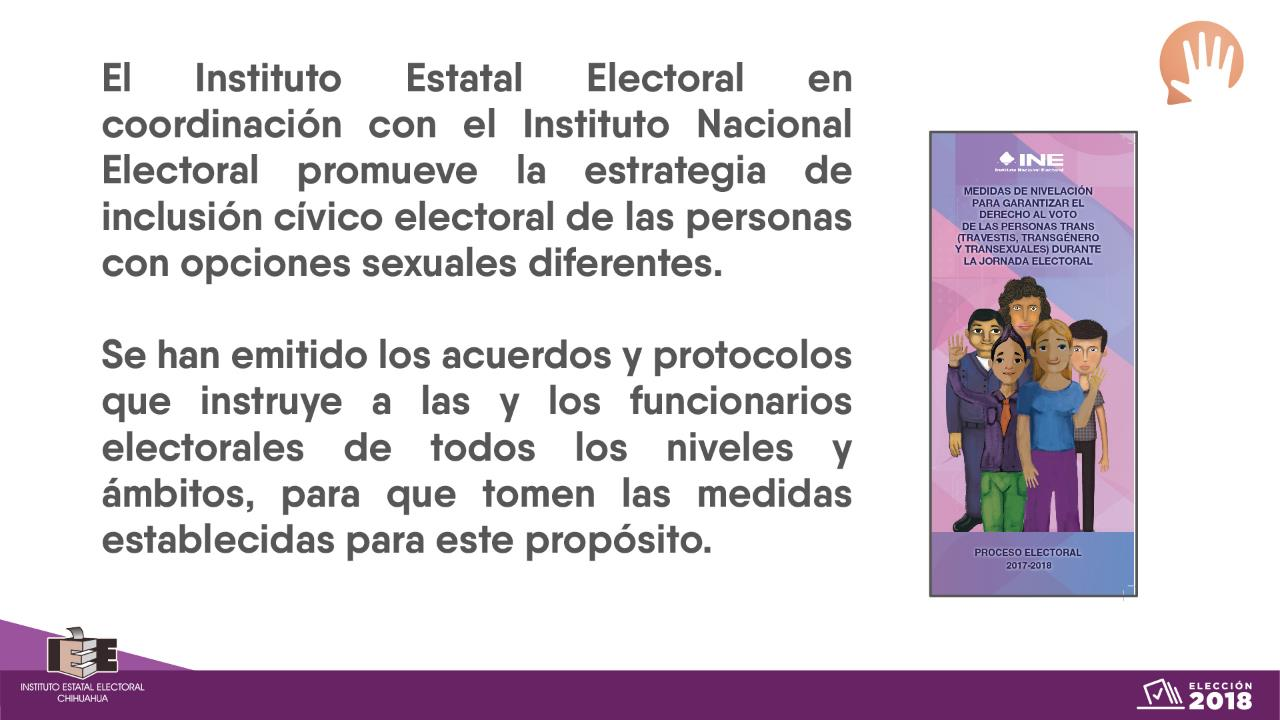 El Instituto Estatal Electoral en
coordinación con el Instituto Nacional
Electoral promueve la estrategia de
inclusión cívico electoral de las personas
con opciones sexuales diferentes.
Se han emitido los acuerdos y protocolos
que instruye a las y los funcionarios
electorales de todos los niveles y
ámbitos, para que tomen las medidas
establecidas para este propósito.
INE
Instituto Nacional Electoral
MEDIDAS DE NIVELACIÓN
PARA GARANTIZAR EL
DERECHO AL VOTO
DE LAS PERSONAS TRANS
(TRAVESTIS, TRANSGÉNERO
Y TRANSEXUALES) DURANTE
LA JORNADA ELECTORAL
PROCESO ELECTORAL
2017-2018
IEE
INSTITUTO ESTATAL ELECTORAL
CHIHUAHUA
ELECCIÓN
2018